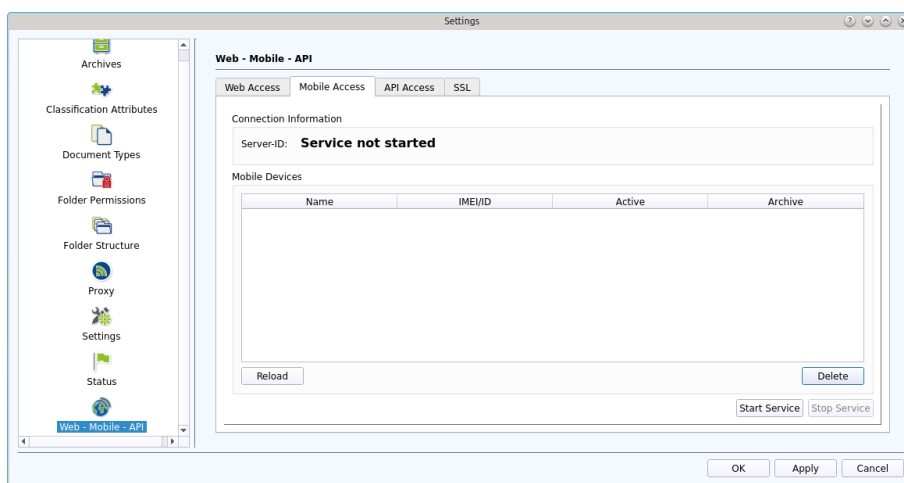 Settings
Archives
Classification Attributes
Document Types
Folder Permissions
Folder Structure
Proxy
Settings
Status
Web - Mobile - API
Web - Mobile - API
Web Access Mobile Access API Access SSL
Connection Information
Server-ID: Service not started
Mobile Devices
Name IMEI/ID Active Archive
Reload Delete
Start Service Stop Service
OK Apply Cancel